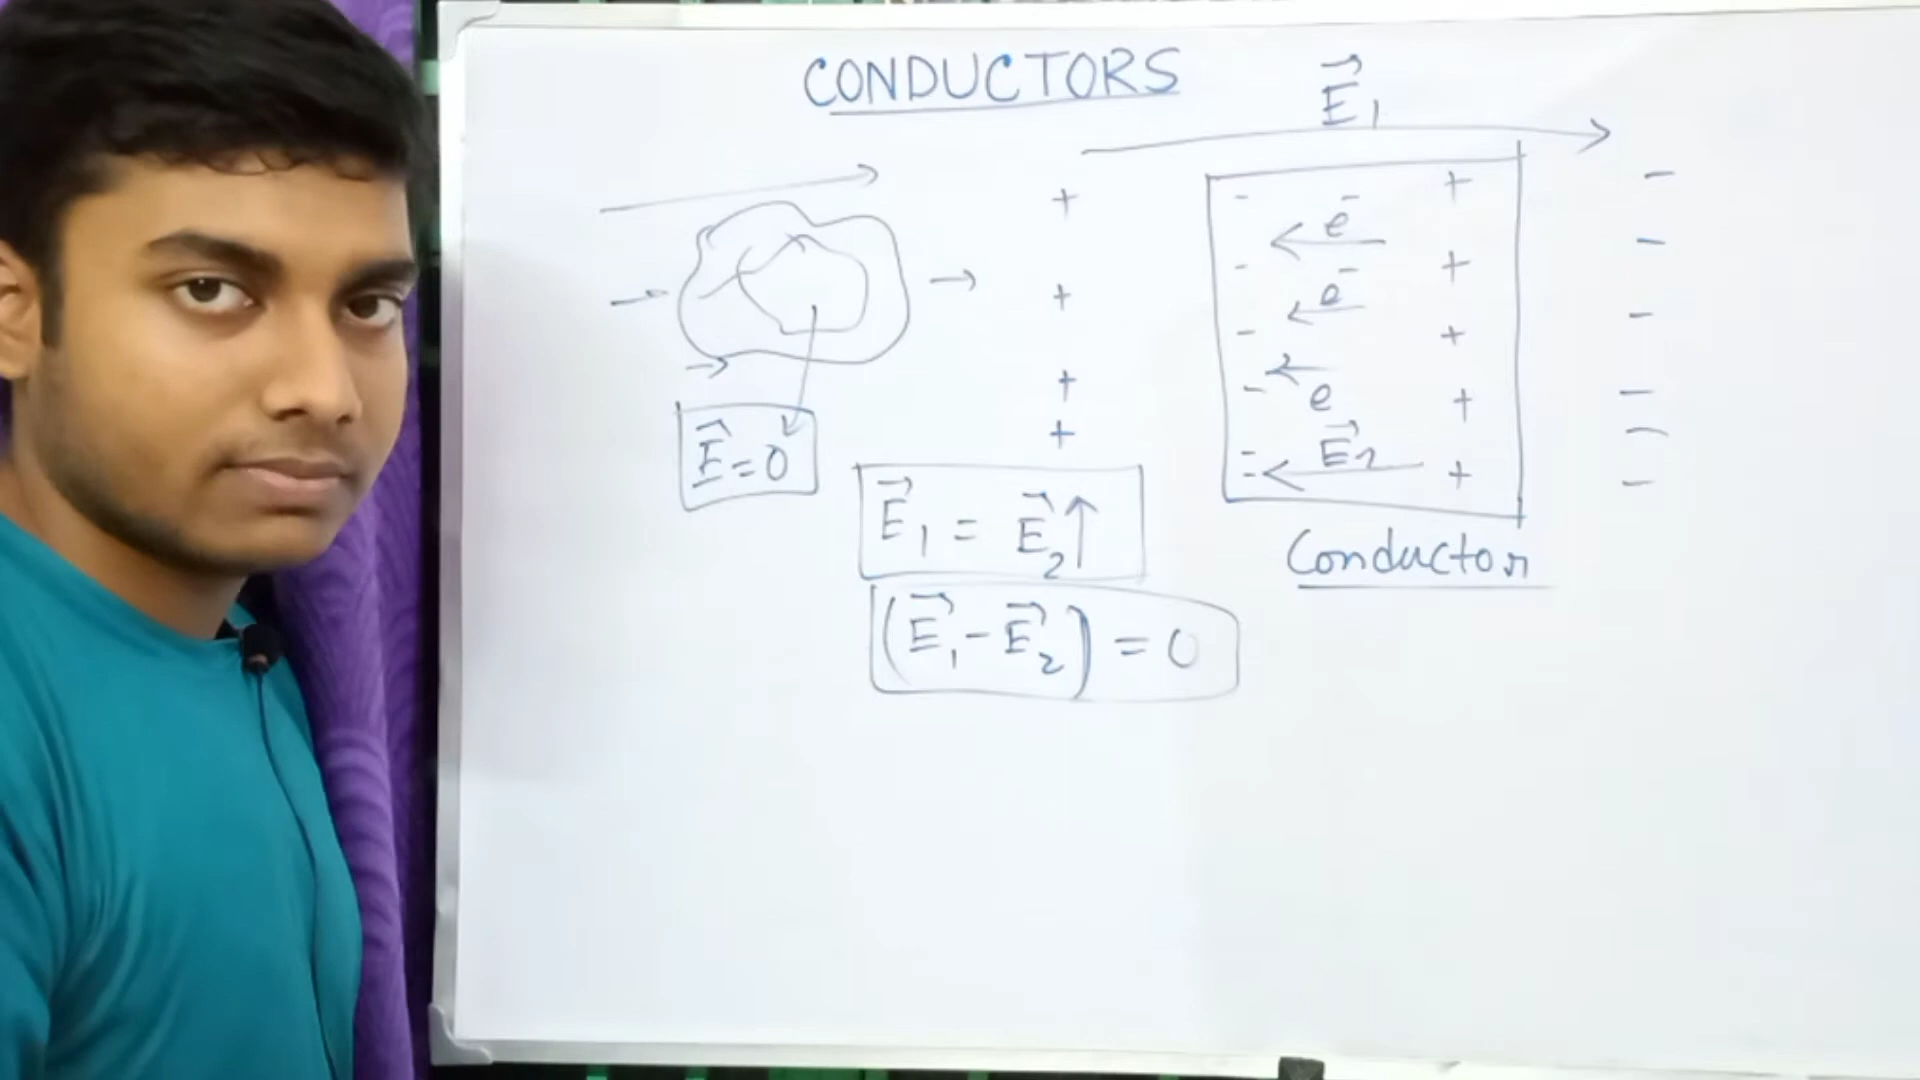 CONDUCTORS
E⃗₁
+ - + -
e⁻
+ - + -
e⁻
- + -
+ - e + -
+ E⃗₂ -
= + -
E⃗=0
E⃗₁ = E⃗₂↑
Conductor
(E⃗₁-E⃗₂) = 0